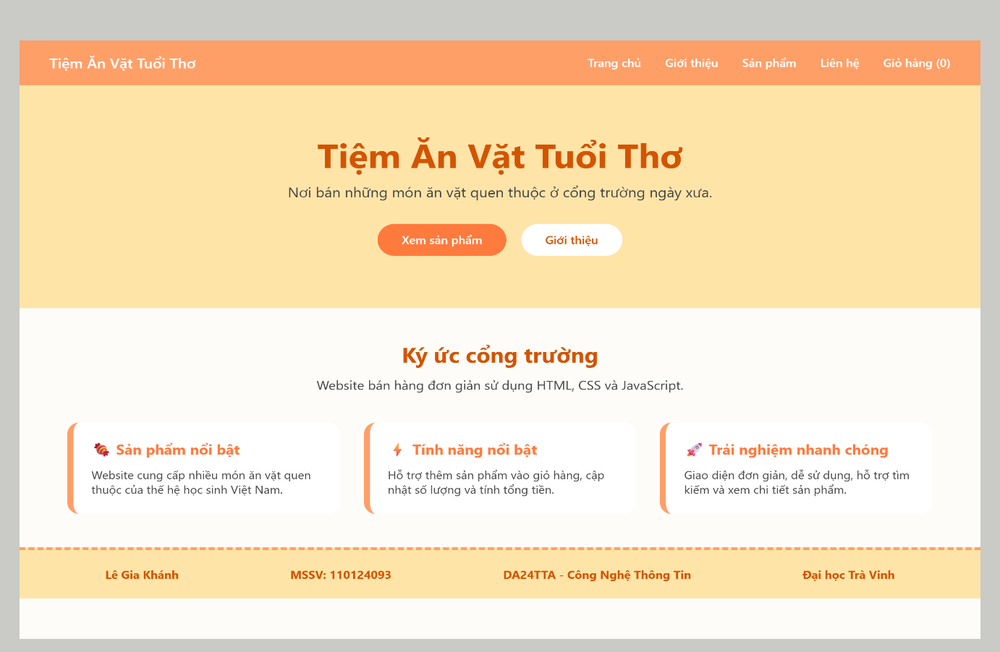 Tiệm Ăn Vặt Tuổi Thơ
Trang chủ Giới thiệu Sản phẩm Liên hệ Giỏ hàng (0)
Tiệm Ăn Vặt Tuổi Thơ
Nơi bán những món ăn vặt quen thuộc ở cổng trường ngày xưa.
Xem sản phẩm Giới thiệu
Ký ức cổng trường
Website bán hàng đơn giản sử dụng HTML, CSS và JavaScript.
Sản phẩm nổi bật
Website cung cấp nhiều món ăn vặt quen
thuộc của thế hệ học sinh Việt Nam.
Tính năng nổi bật
Hỗ trợ thêm sản phẩm vào giỏ hàng, cập
nhật số lượng và tính tổng tiền.
Trải nghiệm nhanh chóng
Giao diện đơn giản, dễ sử dụng, hỗ trợ tìm
kiếm và xem chi tiết sản phẩm.
Lê Gia Khánh MSSV: 110124093 DA24TTA - Công Nghệ Thông Tin Đại học Trà Vinh